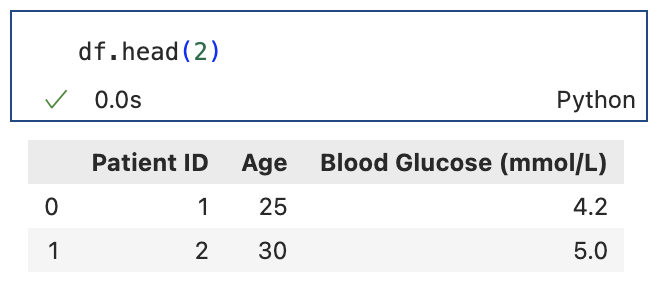 df.head(2)
0.0s Python
Patient ID Age Blood Glucose (mmol/L)
0 1 25 4.2
1 2 30 5.0